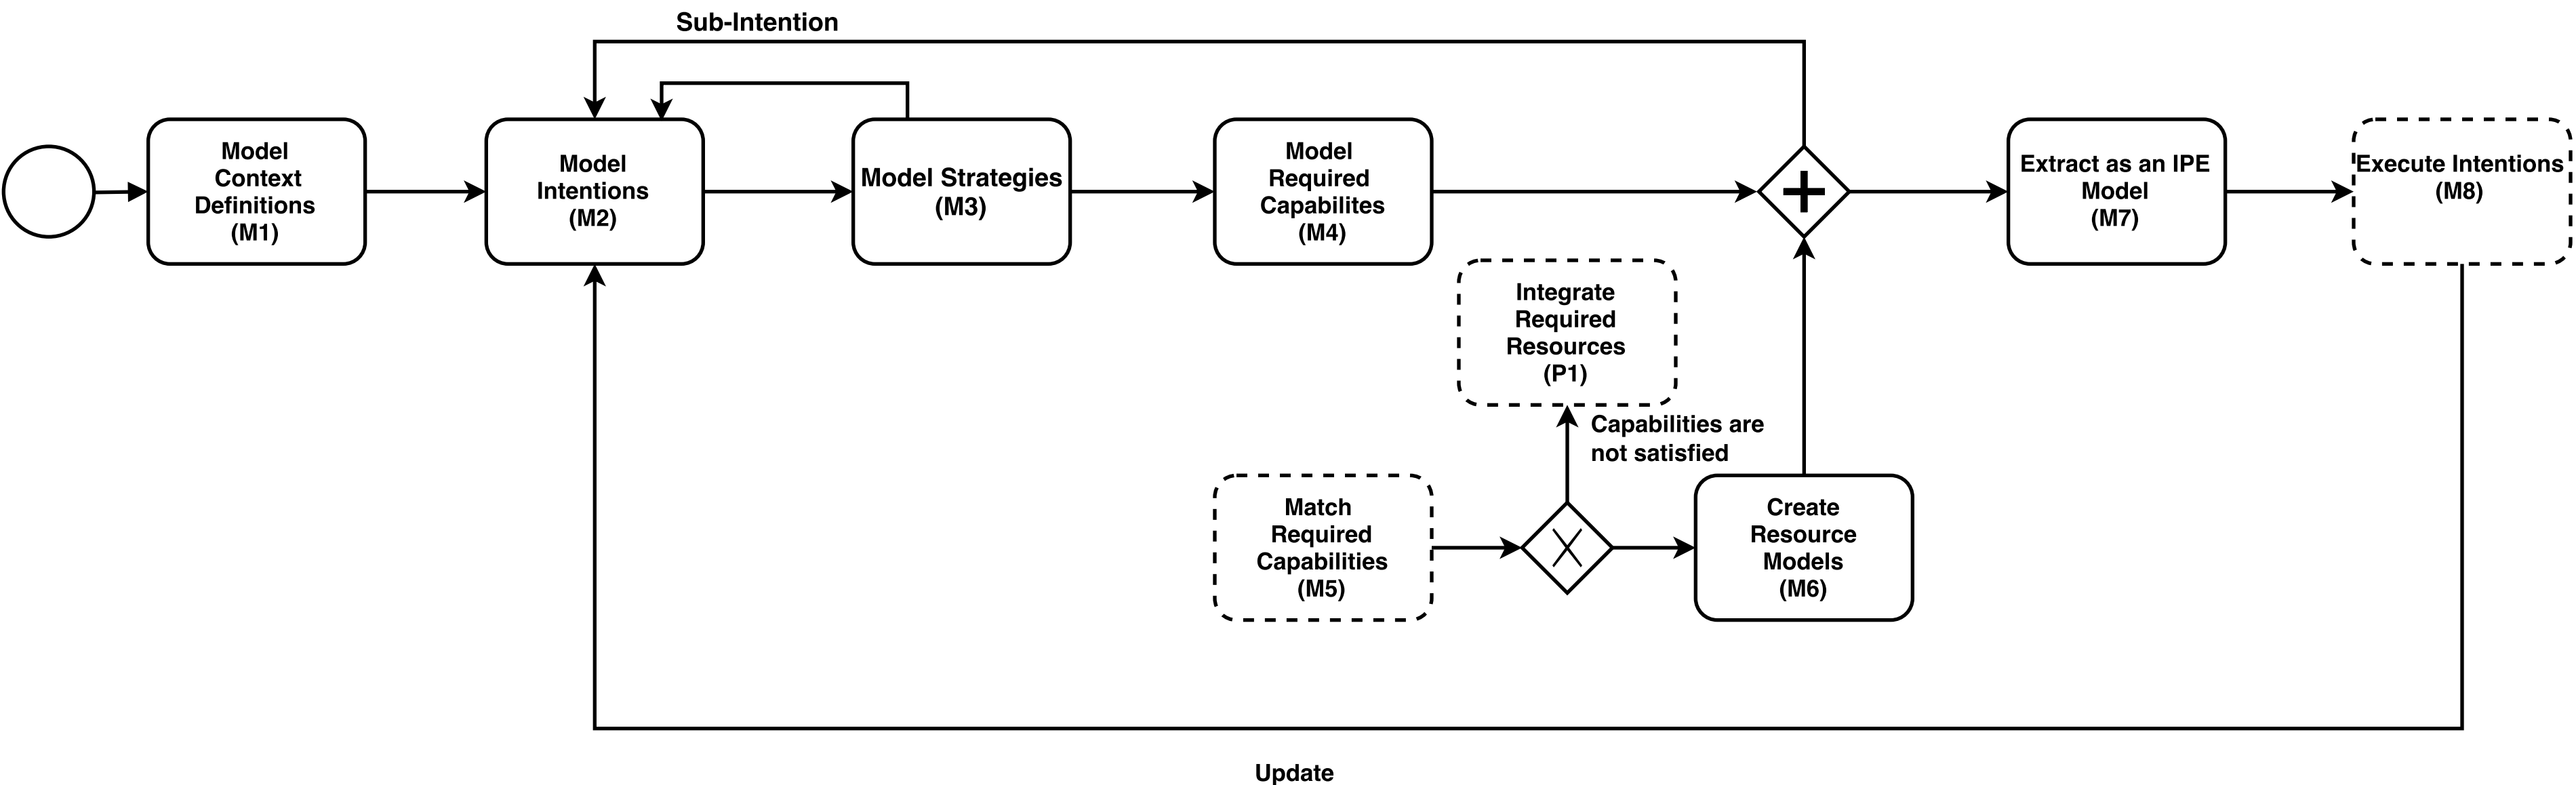 Sub-Intention
Model
Context
Definitions
(M1)
Model
Intentions
(M2)
Model Strategies
(M3)
Model
Required
Capabilites
(M4)
Extract as an IPE
Model
(M7)
Execute Intentions
(M8)
Integrate
Required
Resources
(P1)
Capabilities are
not satisfied
Match
Required
Capabilities
(M5)
Create
Resource
Models
(M6)
Update